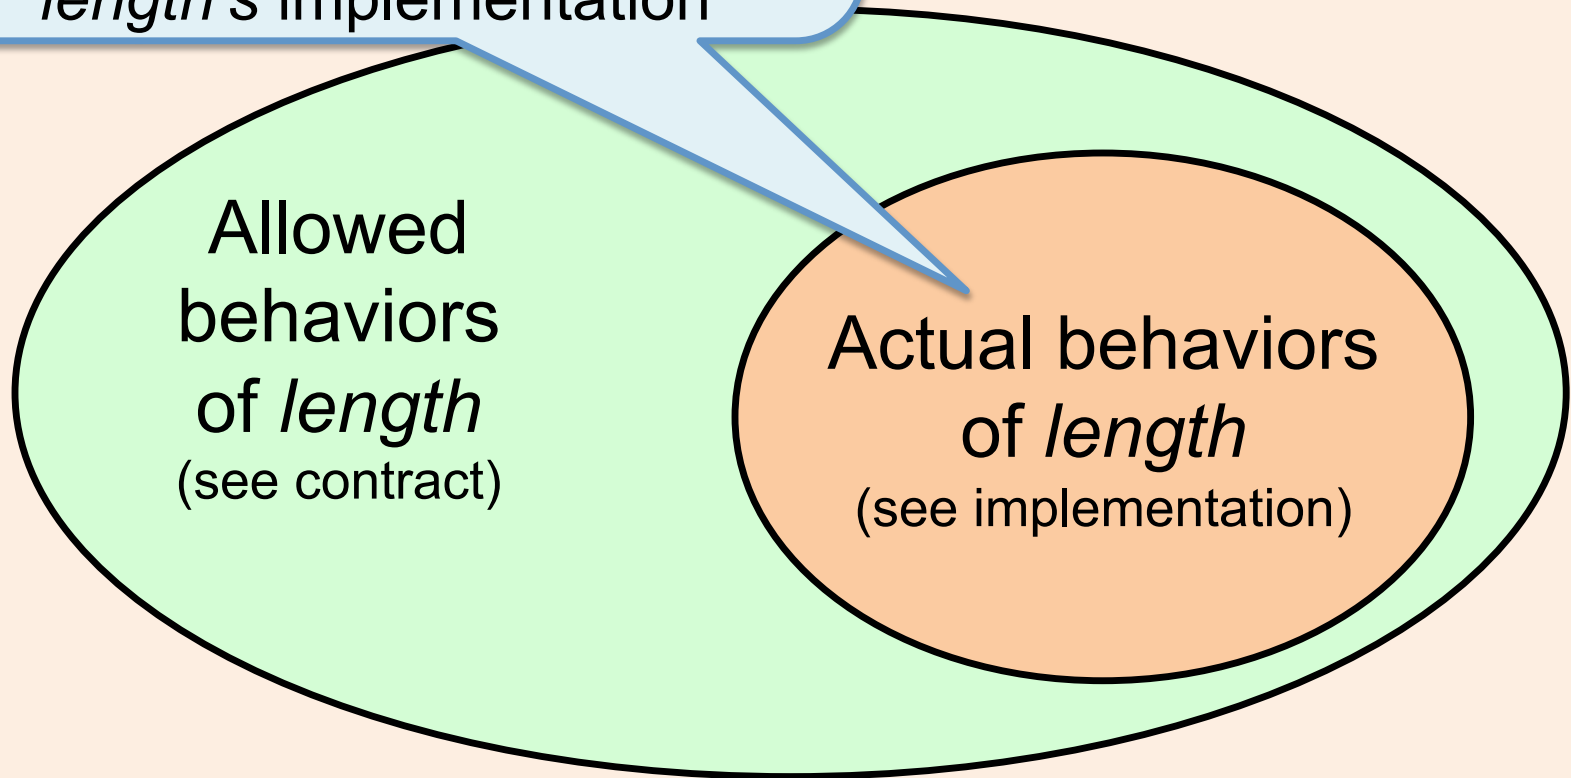 length's implementation
Allowed
behaviors
of length
(see contract)
Actual behaviors
of length
(see implementation)